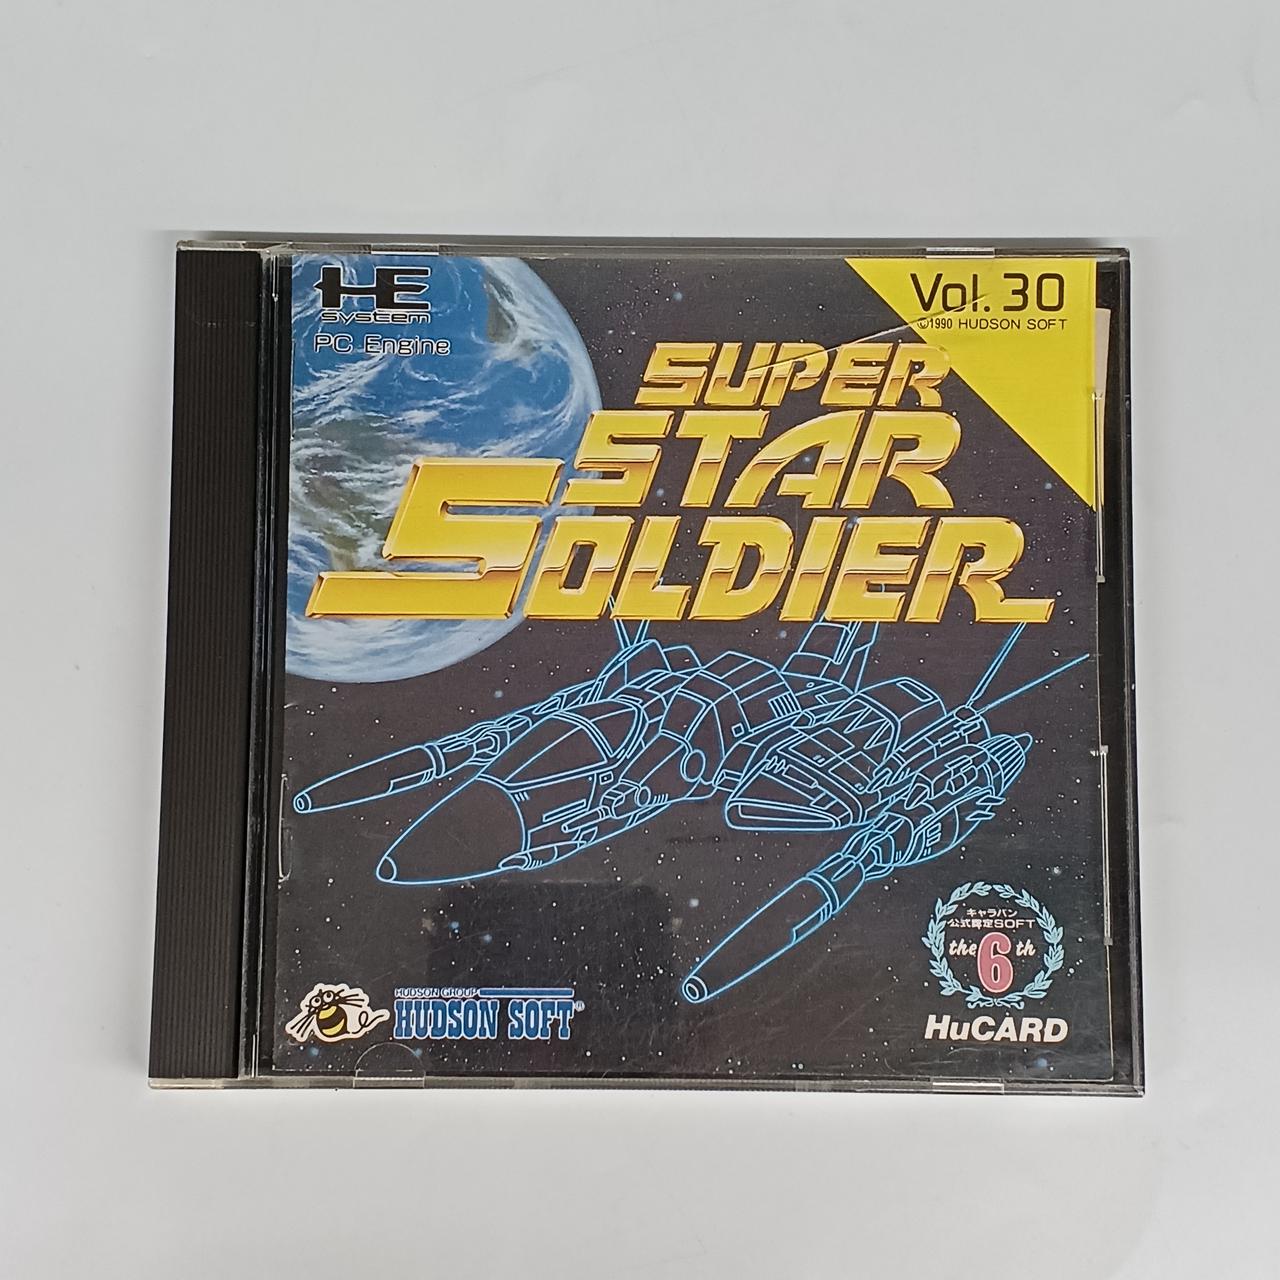 HE
System
PC Engine
Vol. 30
©1990 HUDSON SOFT
SUPER
STAR
SOLDIER
キャラバン
公式認定SOFT
the 6 th
HuCARD
HUDSON GROUP
HUDSON SOFT®